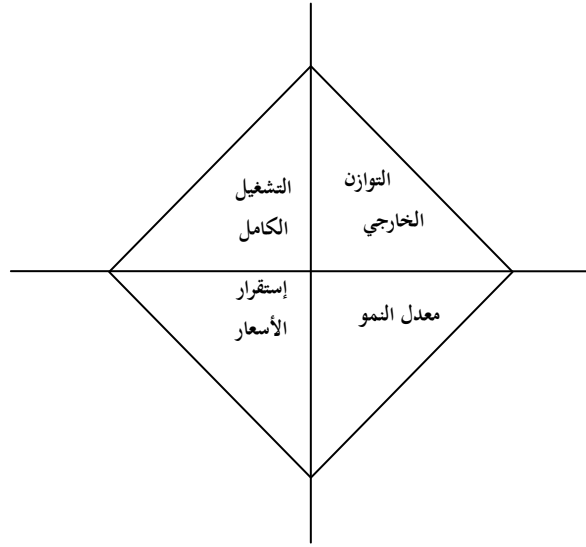 التوازن
الخارجي
التشغيل
الكامل
إستقرار
الأسعار
معدل النمو